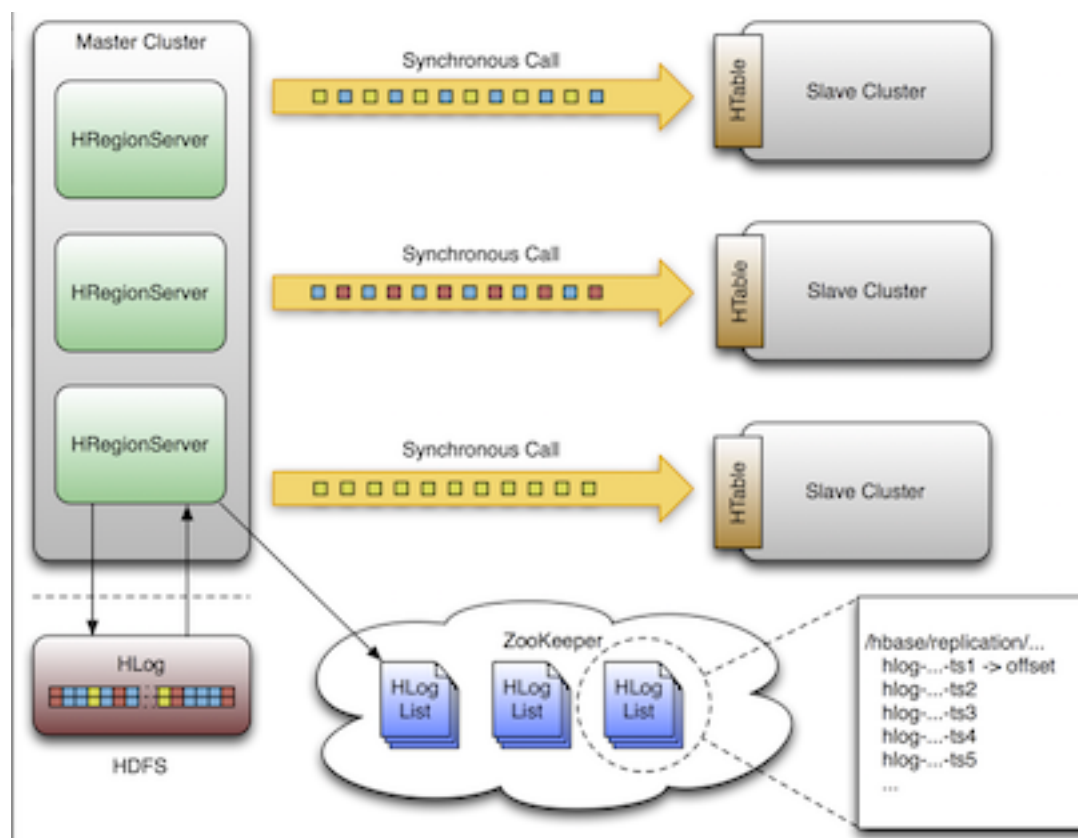 Master Cluster
HRegionServer
HRegionServer
HRegionServer
Synchronous Call
HTable
Slave Cluster
Synchronous Call
HTable
Slave Cluster
Synchronous Call
HTable
Slave Cluster
HLog
HDFS
ZooKeeper
HLog
List
HLog
List
HLog
List
/hbase/replication/...
hlog-...-ts1 -> offset
hlog-...-ts2
hlog-...-ts3
hlog-...-ts4
hlog-...-ts5
...